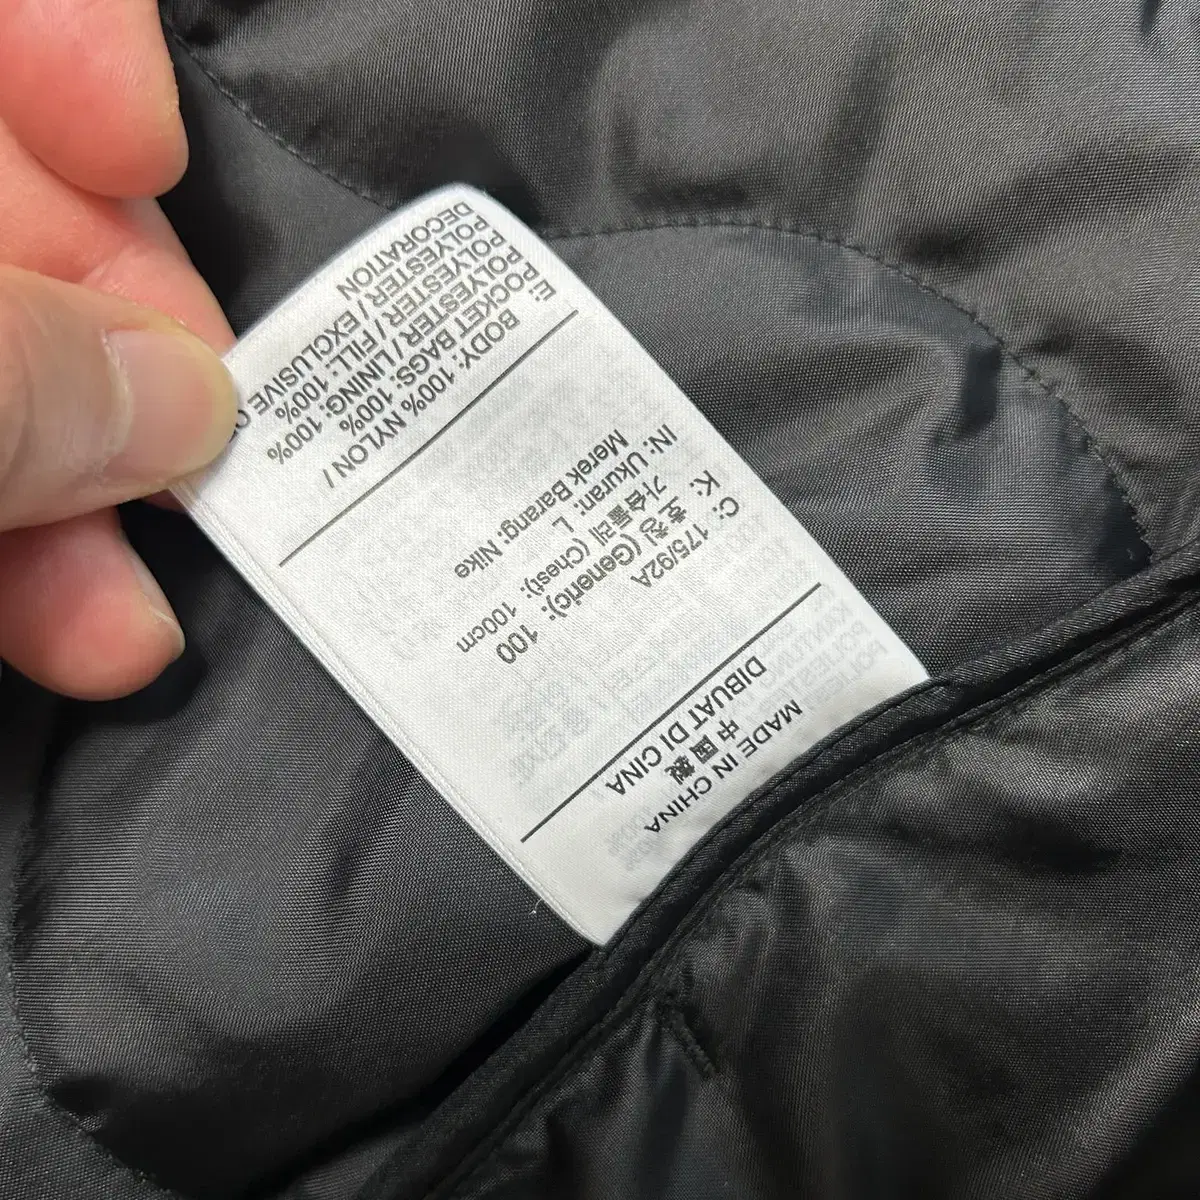 MADE IN CHINA
中國製
DIBUAT DI CINA
C: 175/92A
K: 호칭 (Generic): 100
가슴둘레 (Chest): 100cm
IN: Ukuran: L
Merek Barang: Nike
BODY: 100% NYLON /
E: POCKET BAGS: 100%
POLYESTER / LINING: 100%
POLYESTER / FILL: 100%
POLYESTER / EXCLUSIVE
DECORATION